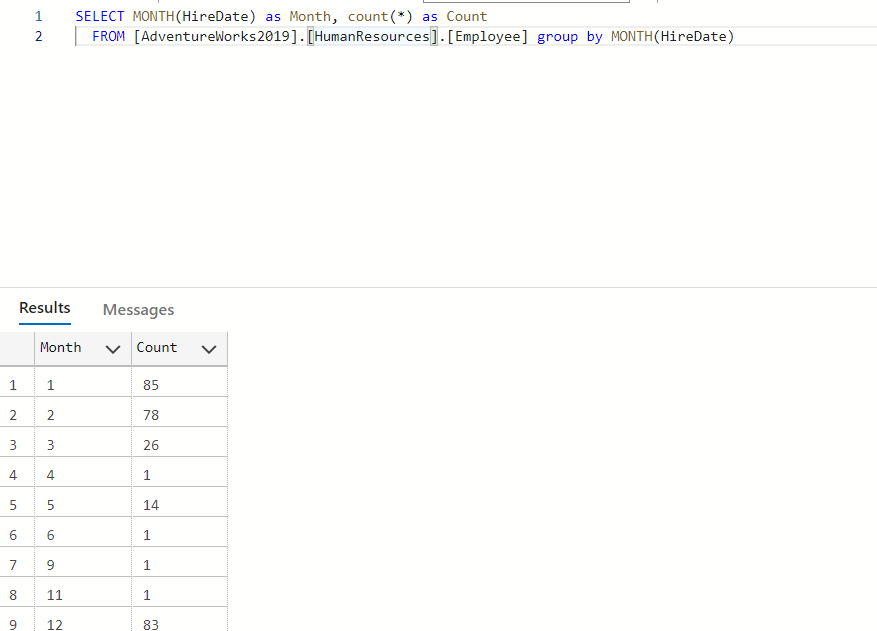 1 SELECT MONTH(HireDate) as Month, count(*) as Count
2 FROM [AdventureWorks2019].[HumanResources].[Employee] group by MONTH(HireDate)
Results Messages
Month Count
1 1 85
2 2 78
3 3 26
4 4 1
5 5 14
6 6 1
7 9 1
8 11 1
9 12 83